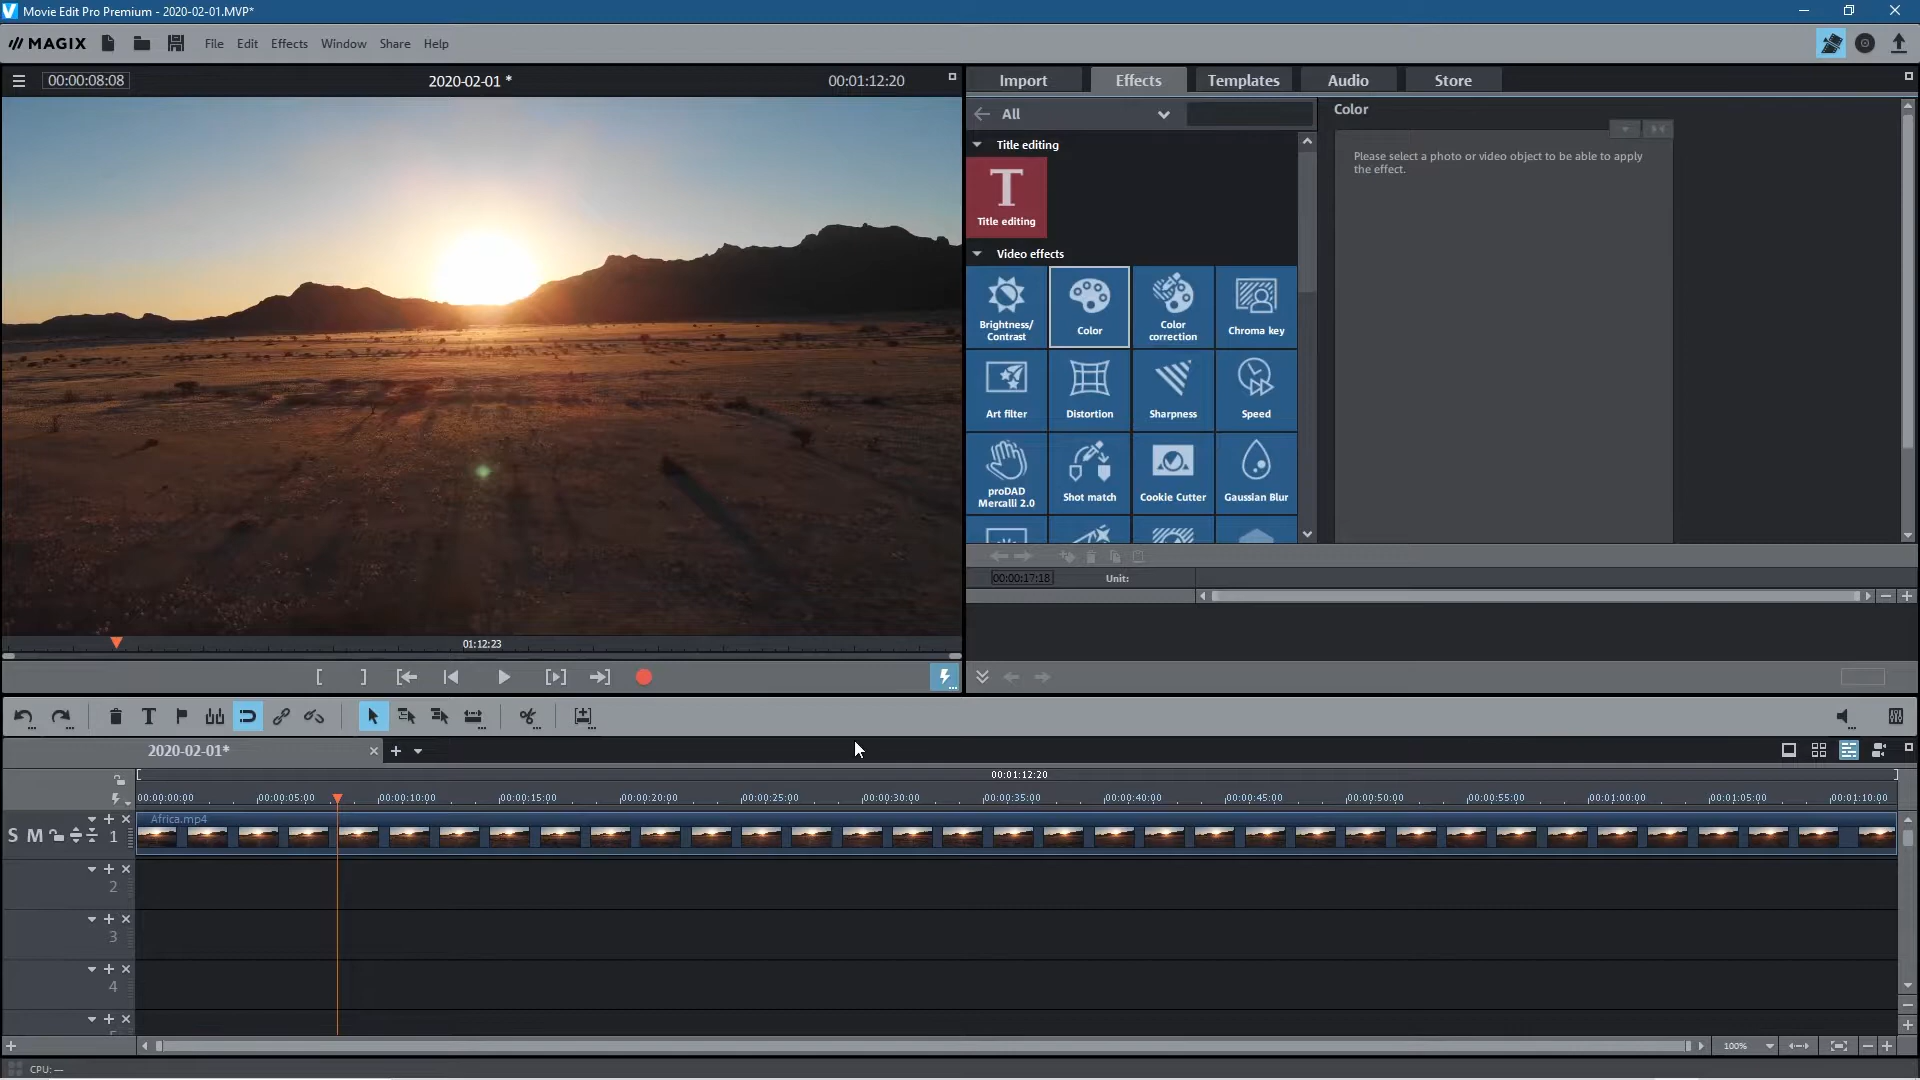 Movie Edit Pro Premium - 2020-02-01.MVP*
MAGIX File Edit Effects Window Share Help
00:00:08:08 2020-02-01 * 00:01:12:20
Import Effects Templates Audio Store
All
Color
Title editing
Please select a photo or video object to be able to apply
the effect.
T
Title editing
Video effects
Brightness/
Contrast
Color
Color
correction
Chroma key
Art filter
Distortion
Sharpness
Speed
proDAD
Mercalli 2.0
Shot match
Cookie Cutter
Gaussian Blur
00:00:17:18 Unit:
01:12:23
2020-02-01*
00:01:12:20
00:00:00:00 00:00:05:00 00:00:10:00 00:00:15:00 00:00:20:00 00:00:25:00 00:00:30:00 00:00:35:00 00:00:40:00 00:00:45:00 00:00:50:00 00:00:55:00 00:01:00:00 00:01:05:00 00:01:10:00
Africa.mp4
S M 1
2
3
4
100%
CPU: —